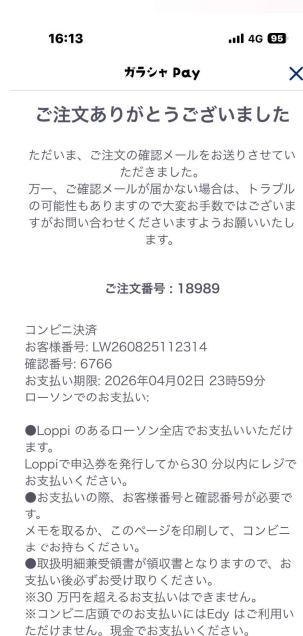 16:13
4G 95
ガラシャ Pay
ご注文ありがとうございました
ただいま、ご注文の確認メールをお送りさせてい
ただきました。
万一、ご確認メールが届かない場合は、トラブル
の可能性もありますので大変お手数ではございま
すがお問い合わせくださいますようお願いいたし
ます。
ご注文番号 : 18989
コンビニ決済
お客様番号: LW260825112314
確認番号: 6766
お支払い期限: 2026年04月02日 23時59分
ローソンでのお支払い:
●Loppi のあるローソン全店でお支払いいただけ
ます。
Loppiで申込券を発行してから30 分以内にレジで
お支払いください。
●お支払いの際、お客様番号と確認番号が必要で
す。
メモを取るか、このページを印刷して、コンビニ
までお持ちください。
●取扱明細兼受領書が領収書となりますので、お
支払い後必ずお受け取りください。
※30 万円を超えるお支払いはできません。
※コンビニ店頭でのお支払いにはEdy はご利用い
ただけません。現金でお支払いください。